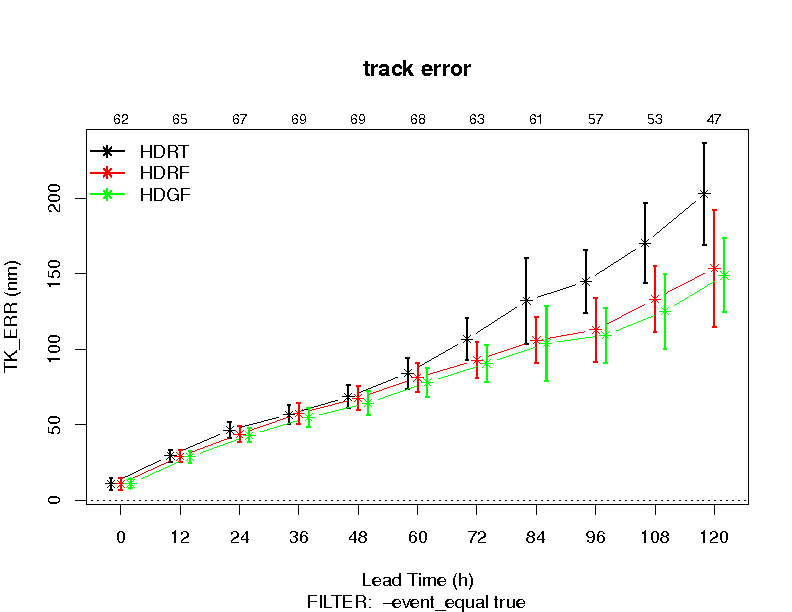 track error
62 65 67 69 69 68 63 61 57 53 47
HDRT
HDRF
HDGF
TK_ERR (nm)
200
150
100
50
0
0 12 24 36 48 60 72 84 96 108 120
Lead Time (h)
FILTER: −event_equal true